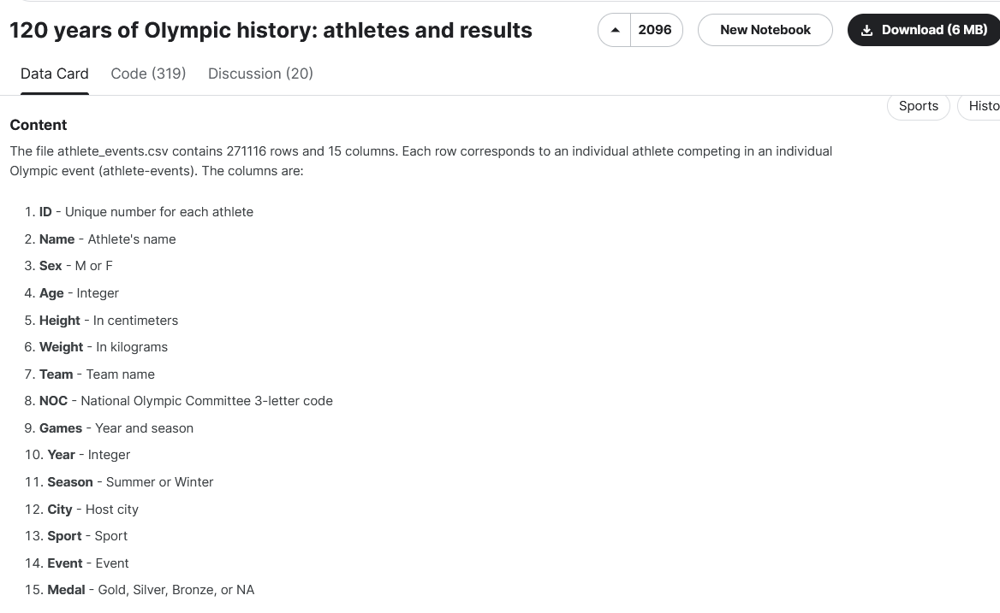 120 years of Olympic history: athletes and results
2096
New Notebook
Download (6 MB)
Data Card
Code (319)
Discussion (20)
Sports
Histo
Content
The file athlete_events.csv contains 271116 rows and 15 columns. Each row corresponds to an individual athlete competing in an individual
Olympic event (athlete-events). The columns are:
1. ID - Unique number for each athlete
2. Name - Athlete's name
3. Sex - M or F
4. Age - Integer
5. Height - In centimeters
6. Weight - In kilograms
7. Team - Team name
8. NOC - National Olympic Committee 3-letter code
9. Games - Year and season
10. Year - Integer
11. Season - Summer or Winter
12. City - Host city
13. Sport - Sport
14. Event - Event
15. Medal - Gold, Silver, Bronze, or NA